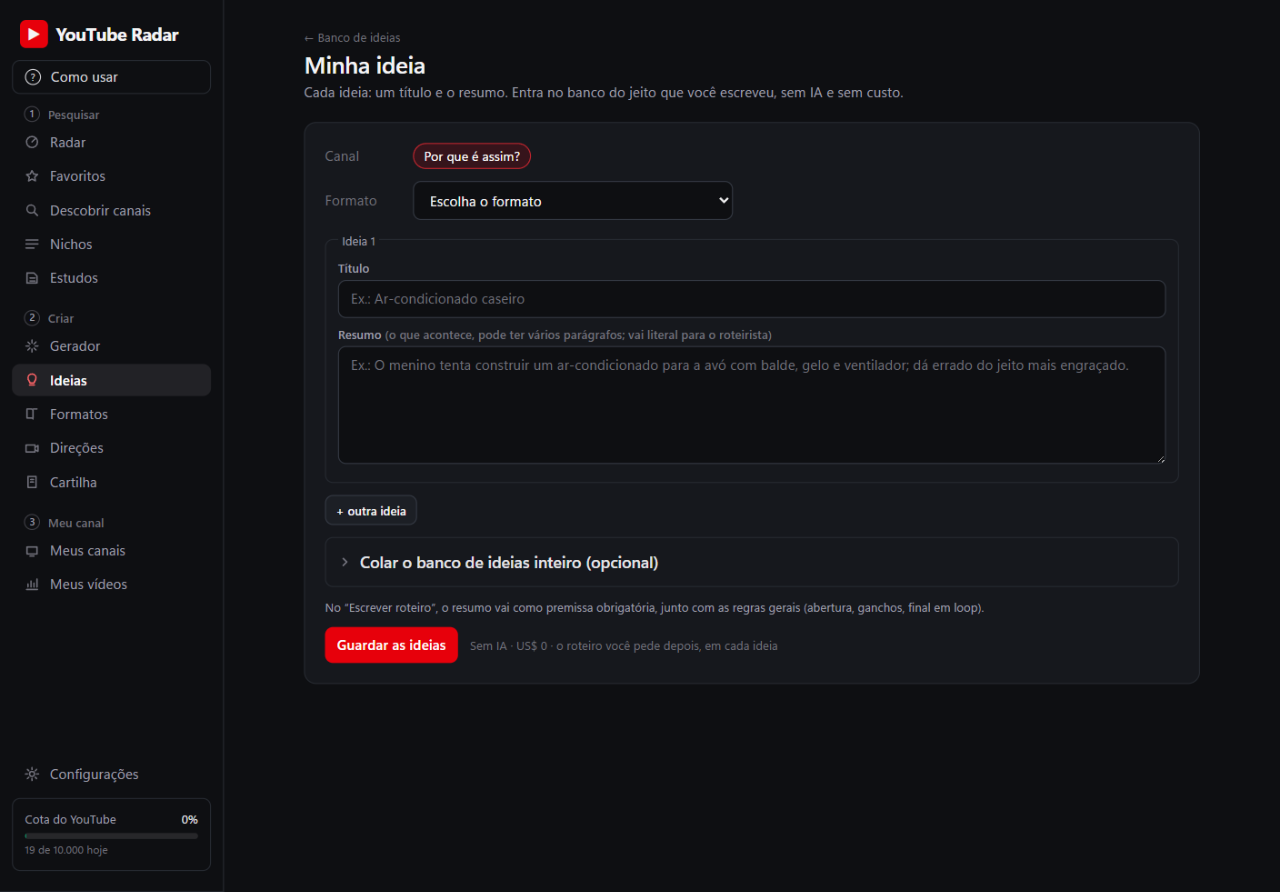 YouTube Radar
? Como usar
1 Pesquisar
Radar
Favoritos
Descobrir canais
Nichos
Estudos
2 Criar
Gerador
Ideias
Formatos
Direções
Cartilha
3 Meu canal
Meus canais
Meus vídeos
Configurações
Cota do YouTube 0%
19 de 10.000 hoje
← Banco de ideias
Minha ideia
Cada ideia: um título e o resumo. Entra no banco do jeito que você escreveu, sem IA e sem custo.
Canal Por que é assim?
Formato Escolha o formato
Ideia 1
Título
Ex.: Ar-condicionado caseiro
Resumo (o que acontece, pode ter vários parágrafos; vai literal para o roteirista)
Ex.: O menino tenta construir um ar-condicionado para a avó com balde, gelo e ventilador; dá errado do jeito mais engraçado.
+ outra ideia
Colar o banco de ideias inteiro (opcional)
No "Escrever roteiro", o resumo vai como premissa obrigatória, junto com as regras gerais (abertura, ganchos, final em loop).
Guardar as ideias Sem IA · US$ 0 · o roteiro você pede depois, em cada ideia